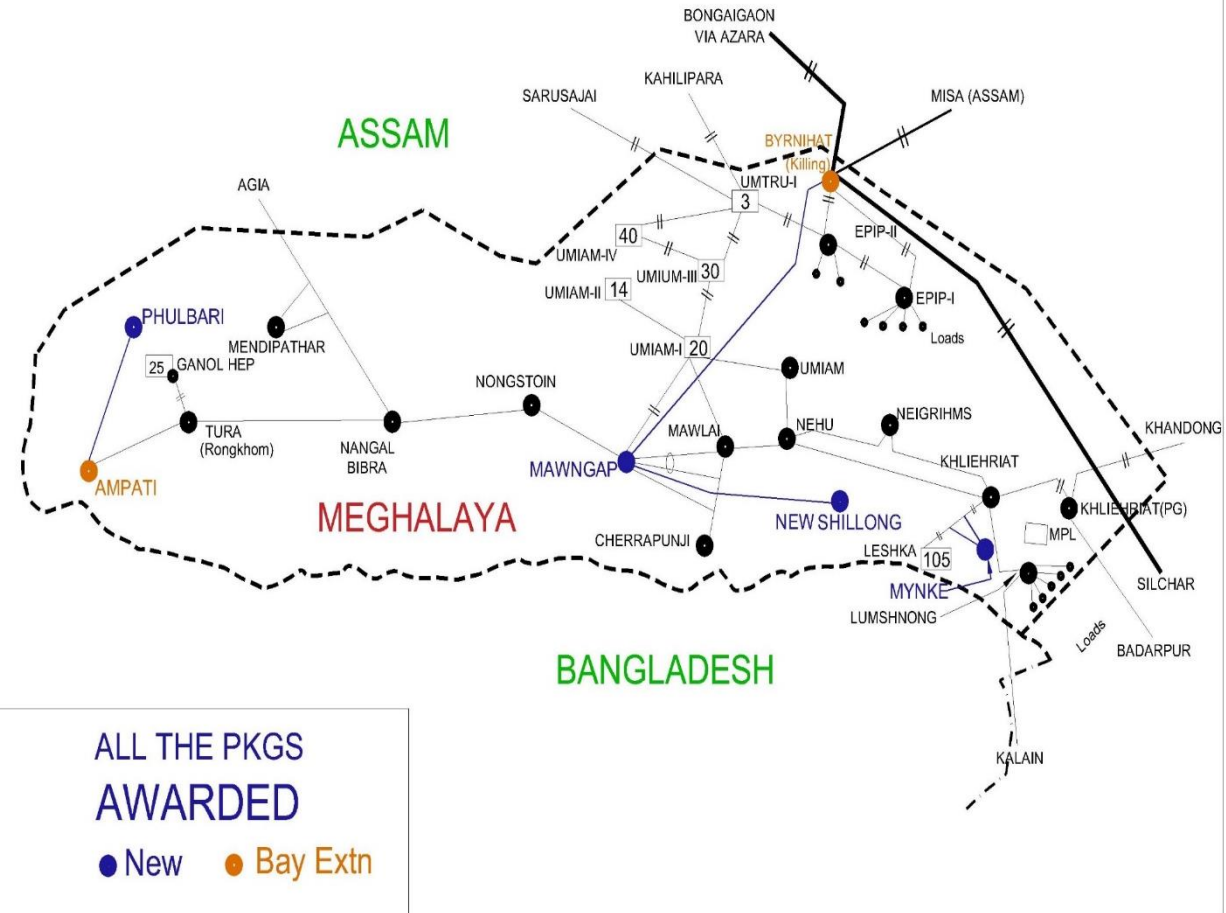 BONGAIGAON
VIA AZARA
KAHILIPARA
SARUSAJAI
MISA (ASSAM)
ASSAM
BYRNIHAT
(Killing)
AGIA
UMTRU-I
3
40
EPIP-II
UMIAM-IV
UMIUM-III
30
14
UMIAM-II
EPIP-I
PHULBARI
Loads
MENDIPATHAR
UMIAM-I
20
25
GANOL HEP
UMIAM
NONGSTOIN
NEIGRIHMS
TURA
(Rongkhom)
NANGAL
BIBRA
MAWLAI
NEHU
KHANDONG
MAWNGAP
KHLIEHRIAT
AMPATI
MEGHALAYA
NEW SHILLONG
KHLIEHRIAT(PG)
CHERRAPUNJI
MPL
LESHKA
105
MYNKE
SILCHAR
LUMSHNONG
Loads
BADARPUR
BANGLADESH
KALAIN
ALL THE PKGS
AWARDED
New
Bay Extn